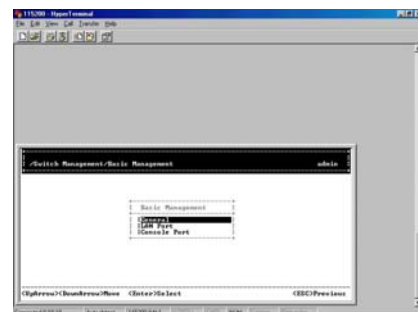 115200 - HyperTerminal
File Edit View Call Transfer Help
/Switch Management/Basic Management admin
Basic Management
General
LAN Port
Console Port
<UpArrow><DownArrow>Move <Enter>Select <ESC>Previous